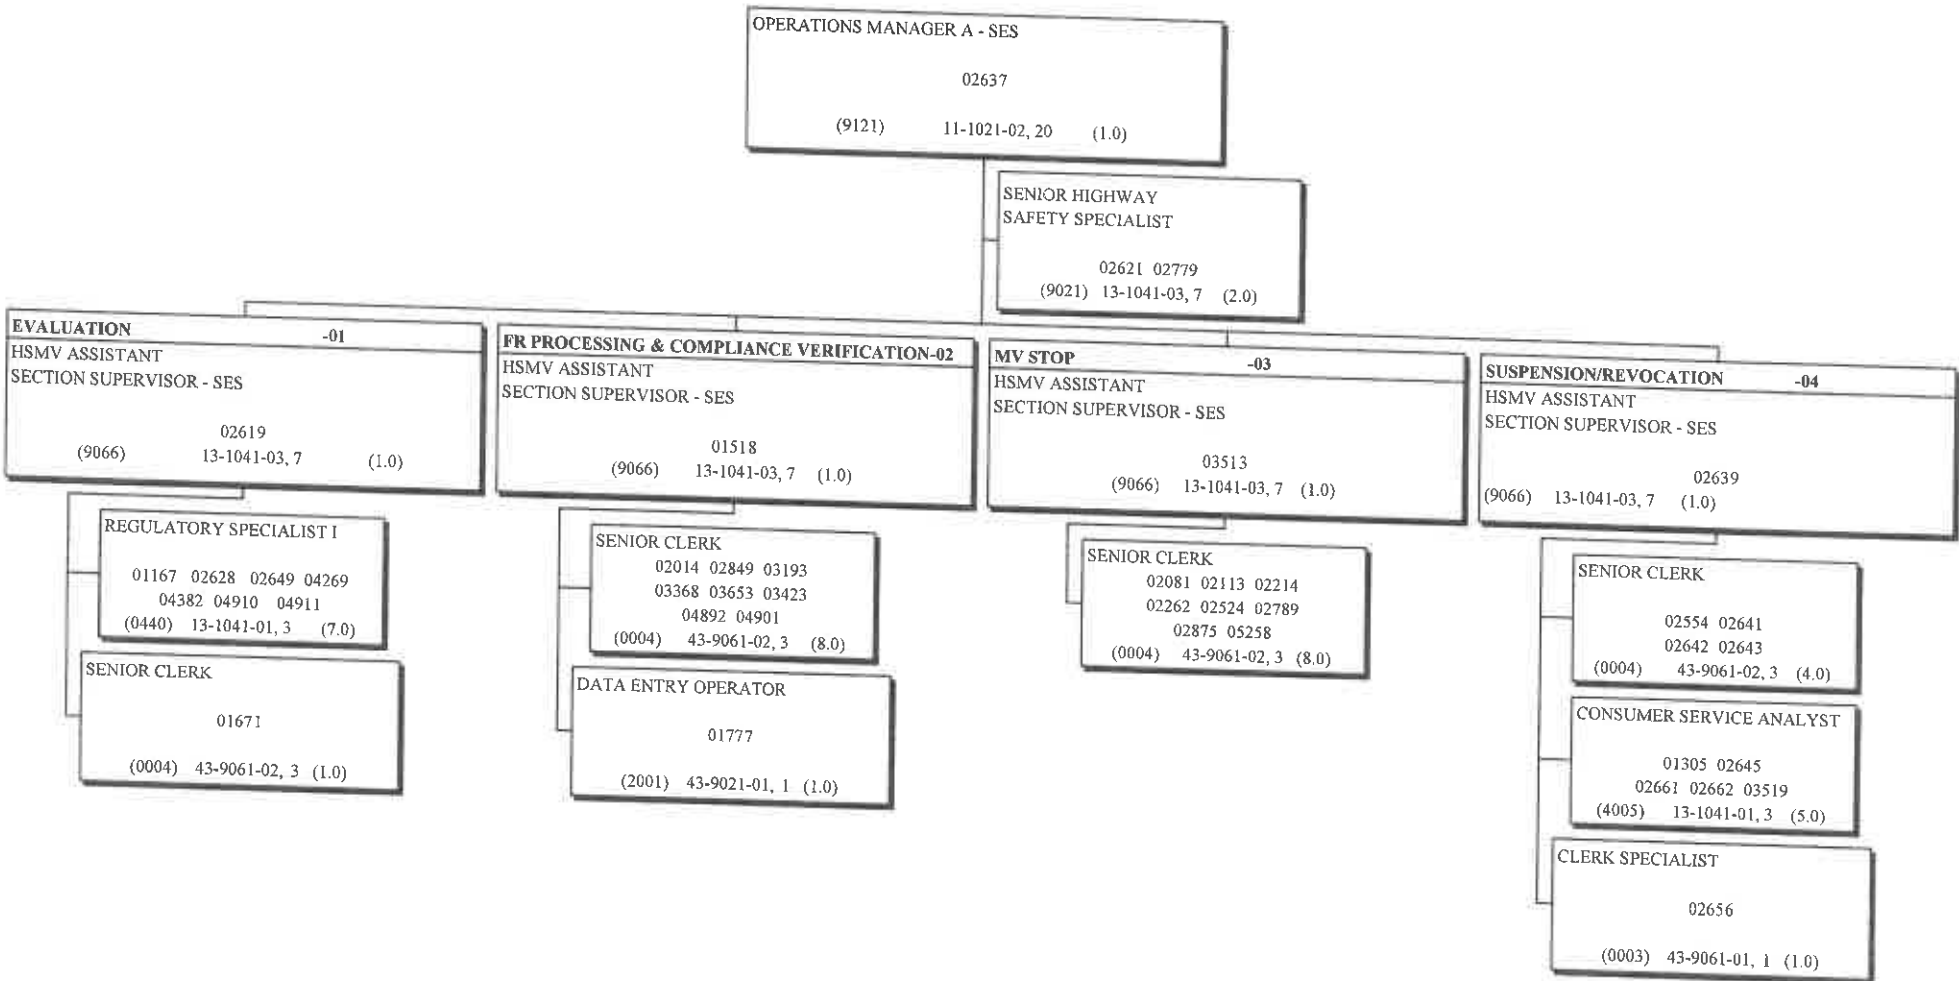 OPERATIONS MANAGER A - SES
02637
(9121) 11-1021-02, 20 (1.0)
SENIOR HIGHWAY
SAFETY SPECIALIST
02621 02779
(9021) 13-1041-03, 7 (2.0)
EVALUATION -01
HSMV ASSISTANT
SECTION SUPERVISOR - SES
02619
(9066) 13-1041-03, 7 (1.0)
REGULATORY SPECIALIST I
01167 02628 02649 04269
04382 04910 04911
(0440) 13-1041-01, 3 (7.0)
SENIOR CLERK
01671
(0004) 43-9061-02, 3 (1.0)
FR PROCESSING & COMPLIANCE VERIFICATION-02
HSMV ASSISTANT
SECTION SUPERVISOR - SES
01518
(9066) 13-1041-03, 7 (1.0)
SENIOR CLERK
02014 02849 03193
03368 03653 03423
04892 04901
(0004) 43-9061-02, 3 (8.0)
DATA ENTRY OPERATOR
01777
(2001) 43-9021-01, 1 (1.0)
MV STOP -03
HSMV ASSISTANT
SECTION SUPERVISOR - SES
03513
(9066) 13-1041-03, 7 (1.0)
SENIOR CLERK
02081 02113 02214
02262 02524 02789
02875 05258
(0004) 43-9061-02, 3 (8.0)
SUSPENSION/REVOCATION -04
HSMV ASSISTANT
SECTION SUPERVISOR - SES
02639
(9066) 13-1041-03, 7 (1.0)
SENIOR CLERK
02554 02641
02642 02643
(0004) 43-9061-02, 3 (4.0)
CONSUMER SERVICE ANALYST
01305 02645
02661 02662 03519
(4005) 13-1041-01, 3 (5.0)
CLERK SPECIALIST
02656
(0003) 43-9061-01, 1 (1.0)